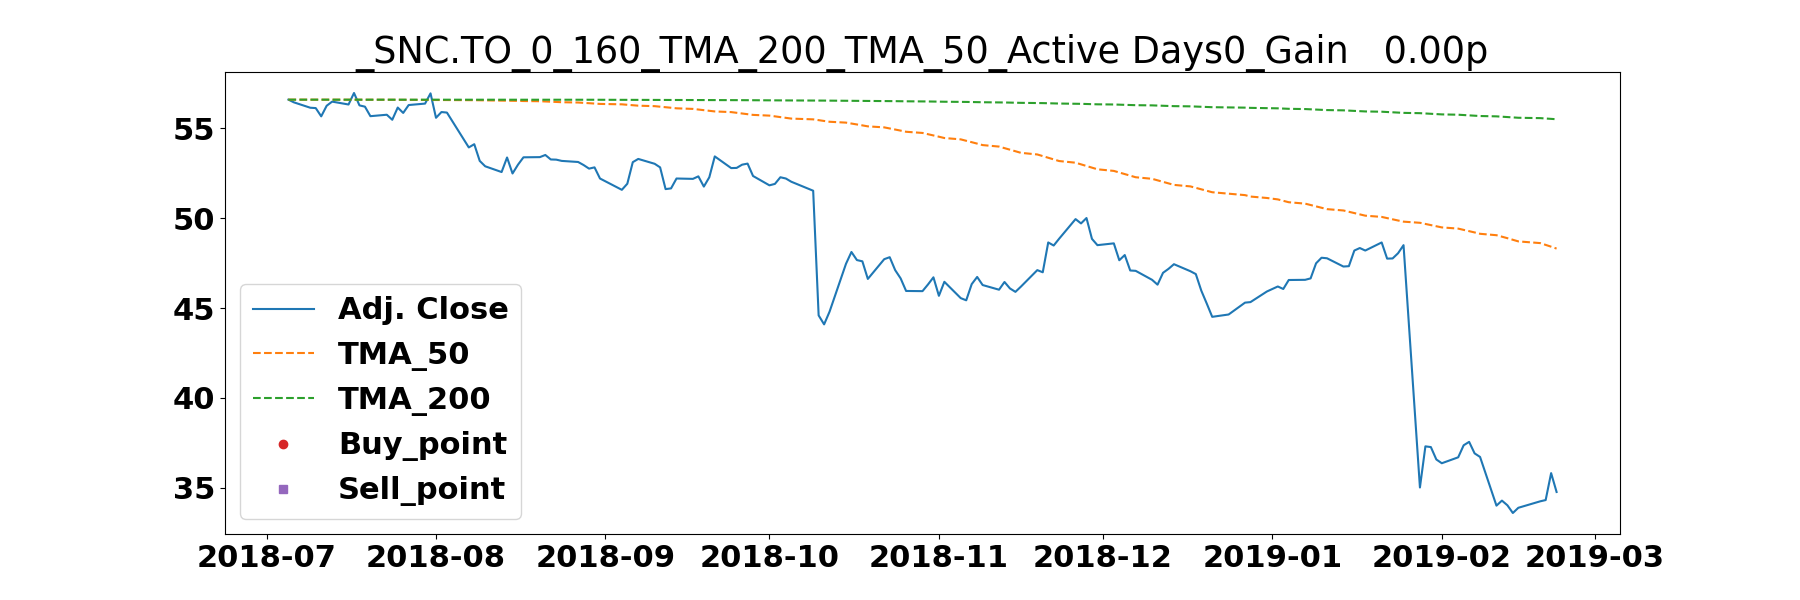 _SNC.TO_0_160_TMA_200_TMA_50_Active Days0_Gain   0.00p
55
50
45
40
35
Adj. Close
TMA_50
TMA_200
Buy_point
Sell_point
2018-07 2018-08 2018-09 2018-10 2018-11 2018-12 2019-01 2019-02 2019-03